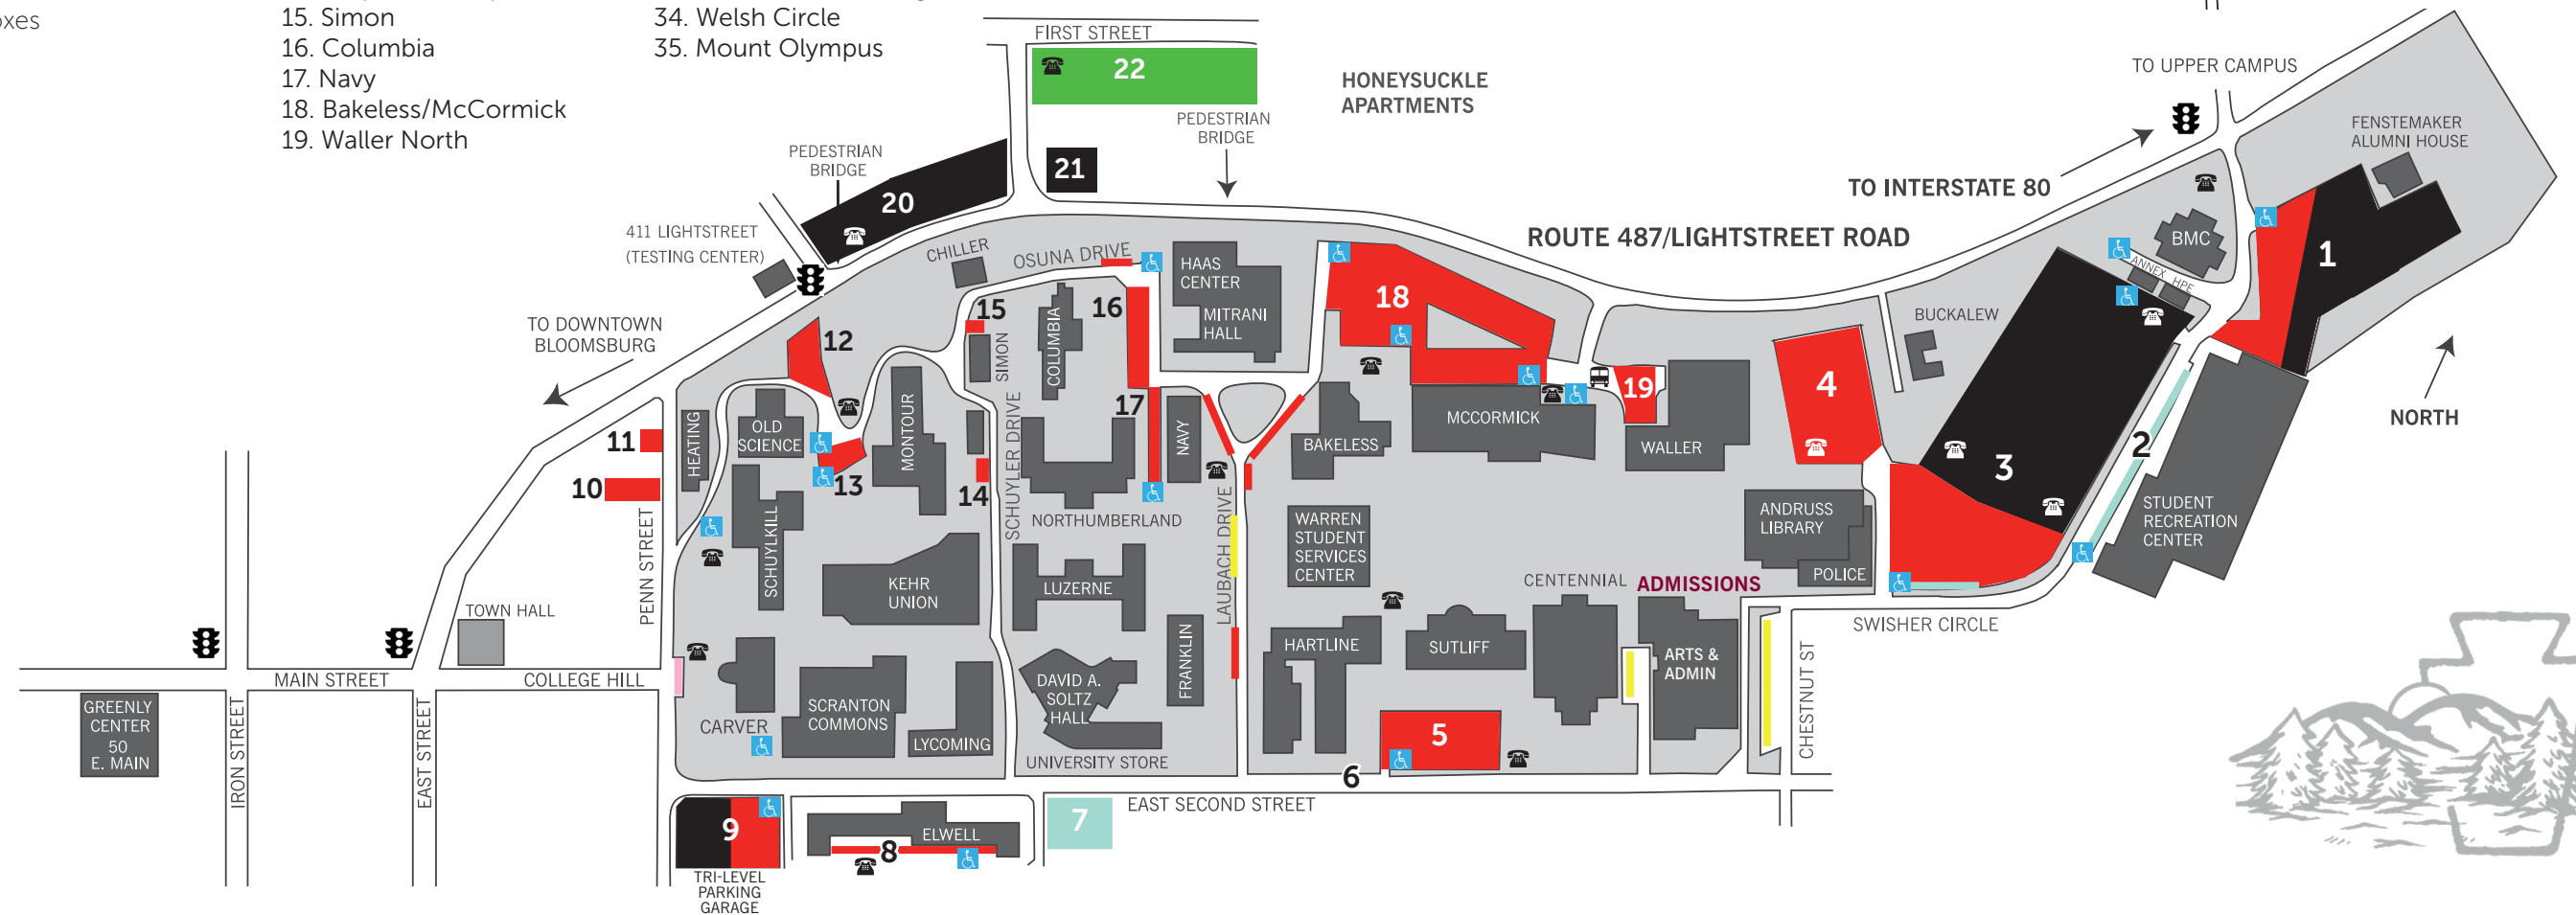 oxes
15. Simon
16. Columbia
17. Navy
18. Bakeless/McCormick
19. Waller North
34. Welsh Circle
35. Mount Olympus
FIRST STREET
22
HONEYSUCKLE
APARTMENTS
PEDESTRIAN
BRIDGE
TO UPPER CAMPUS
FENSTEMAKER
ALUMNI HOUSE
PEDESTRIAN
BRIDGE
21
20
TO INTERSTATE 80
ROUTE 487/LIGHTSTREET ROAD
411 LIGHTSTREET
(TESTING CENTER)
CHILLER
OSUNA DRIVE
HAAS
CENTER
MITRANI
HALL
BMC
ANNEX
HPE
1
18
15
16
SIMON
COLUMBIA
12
TO DOWNTOWN
BLOOMSBURG
BUCKALEW
19
4
NORTH
17
NAVY
MCCORMICK
BAKELESS
WALLER
2
3
11
10
HEATING
OLD
SCIENCE
MONTOUR
13
14
SCHUYLER DRIVE
NORTHUMBERLAND
LAUBACH DRIVE
WARREN
STUDENT
SERVICES
CENTER
ANDRUSS
LIBRARY
POLICE
STUDENT
RECREATION
CENTER
PENN STREET
SCHUYLKILL
KEHR
UNION
LUZERNE
CENTENNIAL
ADMISSIONS
TOWN HALL
SWISHER CIRCLE
HARTLINE
SUTLIFF
ARTS &
ADMIN
CHESTNUT ST
MAIN STREET
COLLEGE HILL
FRANKLIN
DAVID A.
SOLTZ
HALL
GREENLY
CENTER
50
E. MAIN
IRON STREET
EAST STREET
CARVER
SCRANTON
COMMONS
LYCOMING
UNIVERSITY STORE
5
6
EAST SECOND STREET
7
9
ELWELL
8
TRI-LEVEL
PARKING
GARAGE